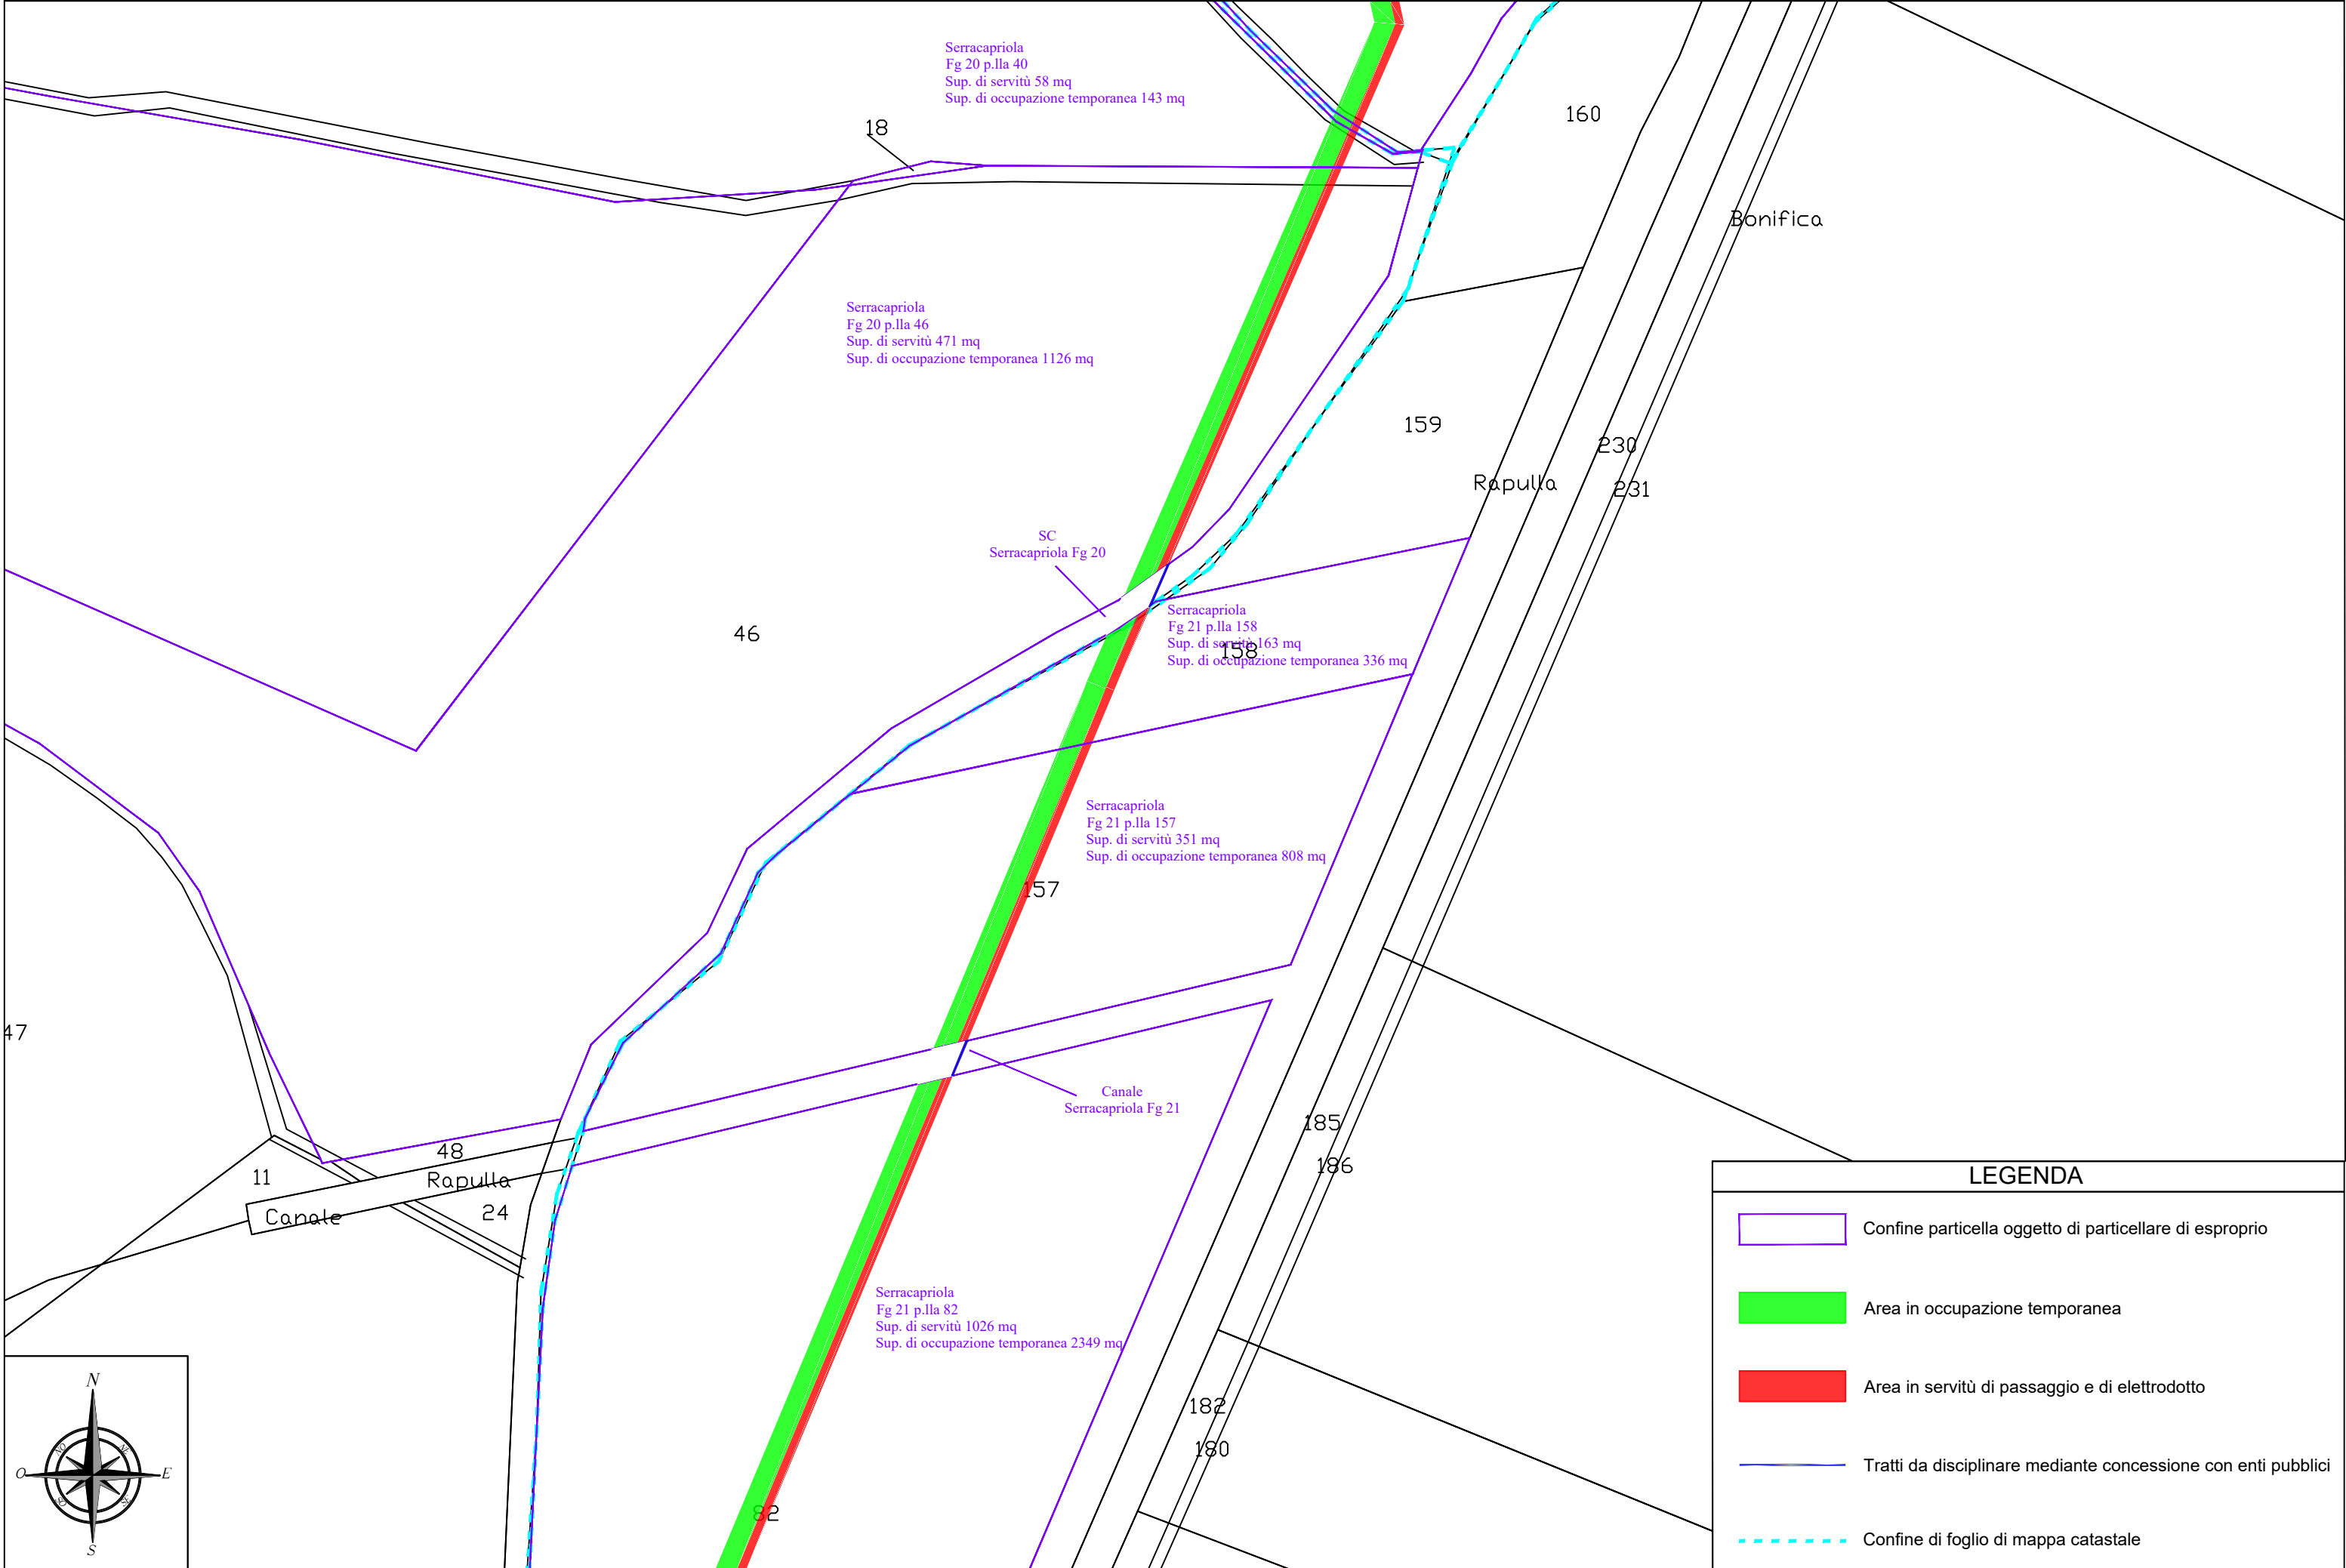 Serracapriola
Fg 20 p.lla 40
Sup. di servitù 58 mq
Sup. di occupazione temporanea 143 mq
18
160
Bonifica
Serracapriola
Fg 20 p.lla 46
Sup. di servitù 471 mq
Sup. di occupazione temporanea 1126 mq
159
230
Rapulla
231
SC
Serracapriola Fg 20
46
Serracapriola
Fg 21 p.lla 158
Sup. di servitù 163 mq
158
Sup. di occupazione temporanea 336 mq
Serracapriola
Fg 21 p.lla 157
Sup. di servitù 351 mq
Sup. di occupazione temporanea 808 mq
157
47
Canale
Serracapriola Fg 21
185
48
186
11
Rapulla
24
Canale
Serracapriola
Fg 21 p.lla 82
Sup. di servitù 1026 mq
Sup. di occupazione temporanea 2349 mq
182
180
82
N
O
E
S
NO
LEGENDA
Confine particella oggetto di particellare di esproprio
Area in occupazione temporanea
Area in servitù di passaggio e di elettrodotto
Tratti da disciplinare mediante concessione con enti pubblici
Confine di foglio di mappa catastale